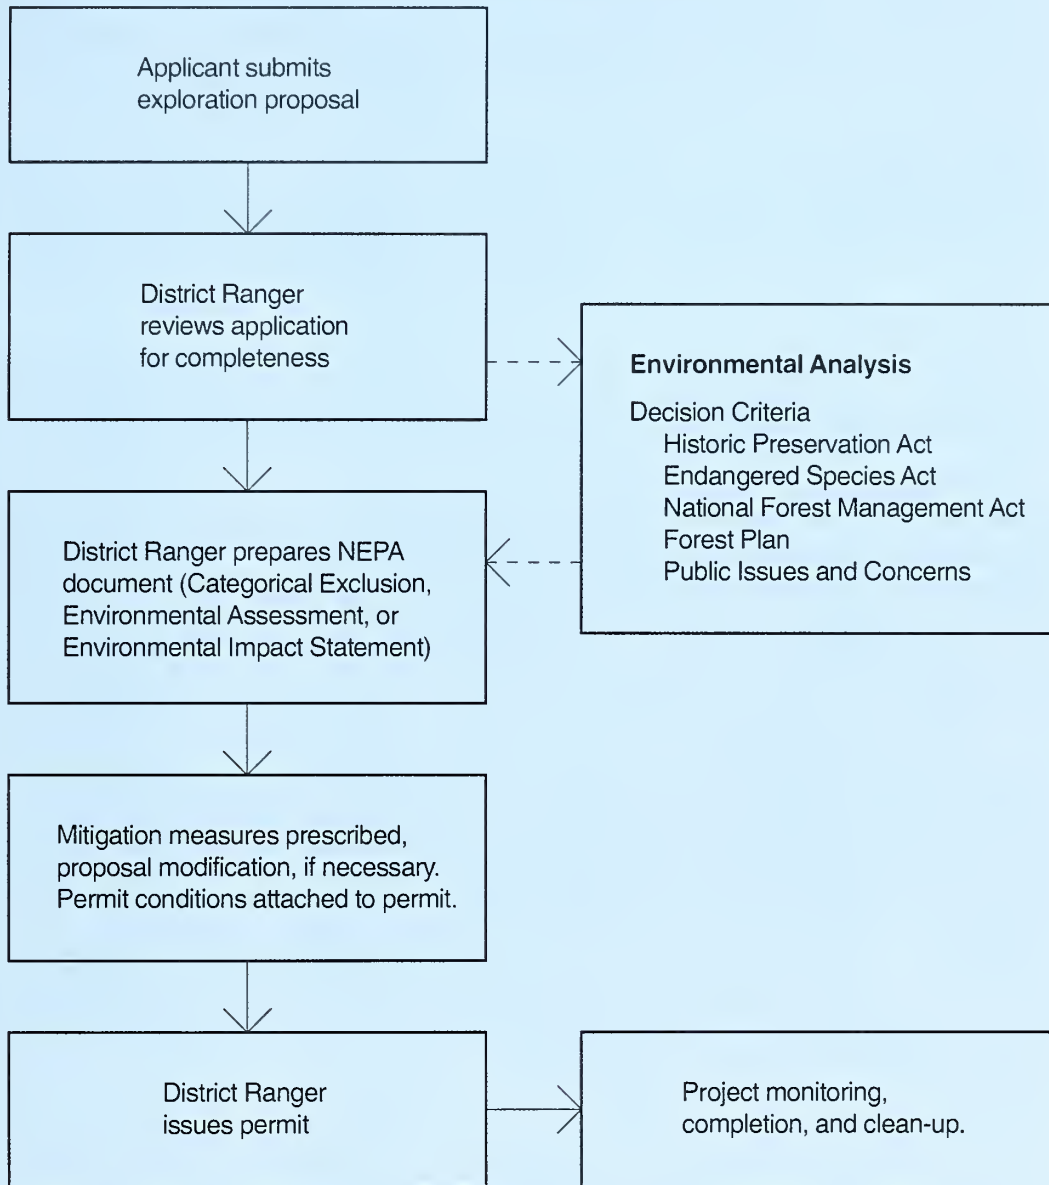 Applicant submits
exploration proposal
District Ranger
reviews application
for completeness
Environmental Analysis
Decision Criteria
Historic Preservation Act
Endangered Species Act
National Forest Management Act
Forest Plan
Public Issues and Concerns
District Ranger prepares NEPA
document (Categorical Exclusion,
Environmental Assessment, or
Environmental Impact Statement)
Mitigation measures prescribed,
proposal modification, if necessary.
Permit conditions attached to permit.
District Ranger
issues permit
Project monitoring,
completion, and clean-up.